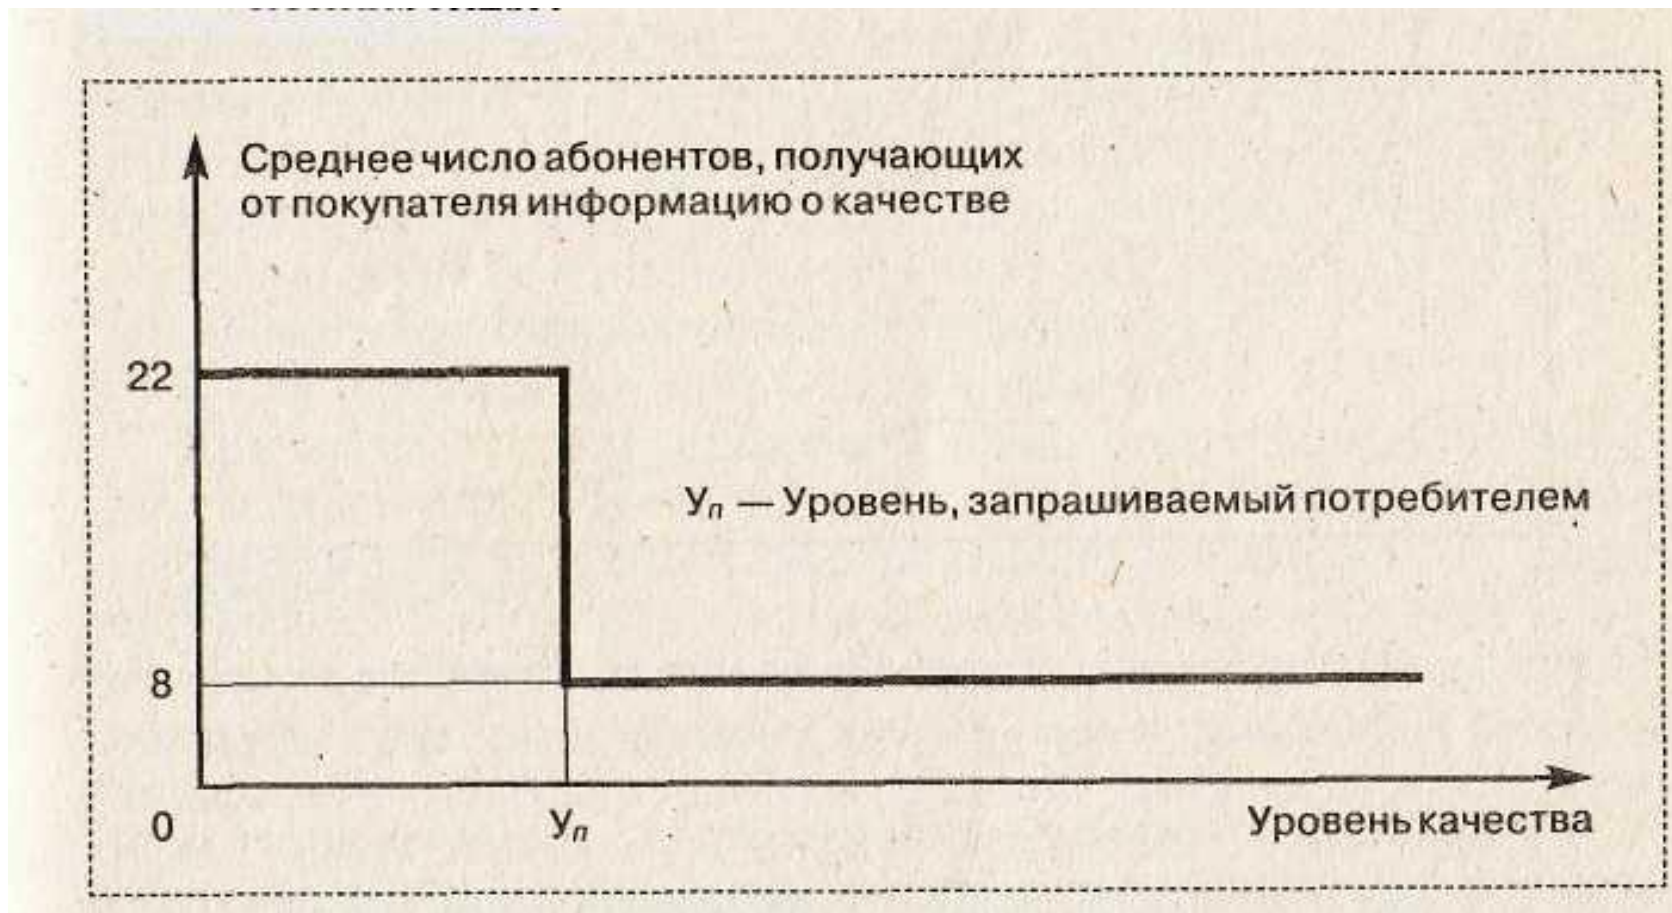 Среднее число абонентов, получающих
от покупателя информацию о качестве
22
Уп — Уровень, запрашиваемый потребителем
8
0
Уп
Уровень качества